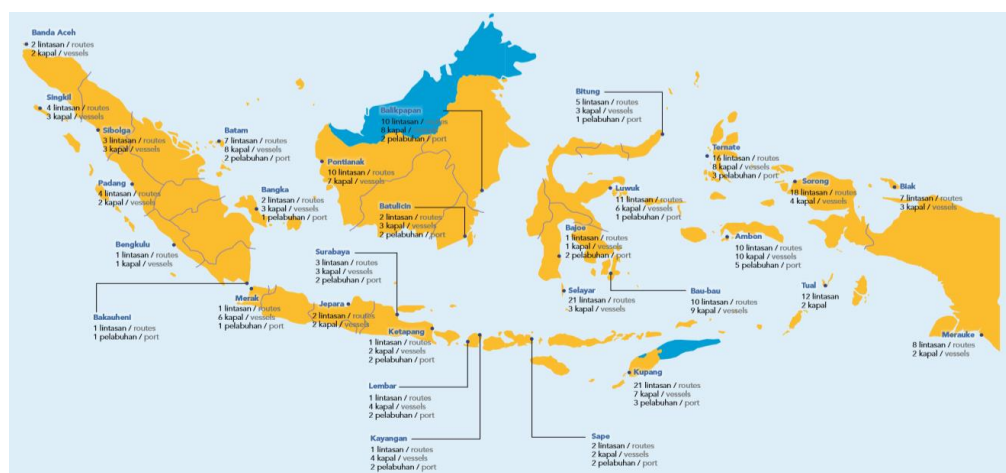 Banda Aceh
2 lintasan / routes
2 kapal / vessels
Singkil
4 lintasan / routes
3 kapal / vessels
Sibolga
3 lintasan / routes
3 kapal / vessels
Padang
4 lintasan / routes
2 kapal / vessels
Bengkulu
1 lintasan / routes
1 kapal / vessels
Bakauheni
1 lintasan / routes
1 pelabuhan / port
Batam
7 lintasan / routes
8 kapal / vessels
2 pelabuhan / port
Bangka
2 lintasan / routes
3 kapal / vessels
1 pelabuhan / port
Merak
1 lintasan / routes
6 kapal / vessels
1 pelabuhan / port
Surabaya
3 lintasan / routes
3 kapal / vessels
2 pelabuhan / port
Jepara
2 lintasan / routes
2 kapal / vessels
Pontianak
10 lintasan / routes
7 kapal / vessels
Balikpapan
10 lintasan / routes
8 kapal / vessels
2 pelabuhan / port
Batulicin
2 lintasan / routes
3 kapal / vessels
2 pelabuhan / port
Ketapang
1 lintasan / routes
2 kapal / vessels
2 pelabuhan / port
Lembar
1 lintasan / routes
4 kapal / vessels
2 pelabuhan / port
Kayangan
1 lintasan / routes
4 kapal / vessels
2 pelabuhan / port
Bitung
5 lintasan / routes
3 kapal / vessels
1 pelabuhan / port
Luwuk
11 lintasan / routes
6 kapal / vessels
1 pelabuhan / port
Bajoe
1 lintasan / routes
1 kapal / vessels
2 pelabuhan / port
Selayar
21 lintasan / routes
3 kapal / vessels
Bau-bau
10 lintasan / routes
9 kapal / vessels
Kupang
21 lintasan / routes
7 kapal / vessels
3 pelabuhan / port
Sape
2 lintasan / routes
2 kapal / vessels
2 pelabuhan / port
Ternate
16 lintasan / routes
8 kapal / vessels
3 pelabuhan / port
Sorong
18 lintasan / routes
4 kapal / vessels
Biak
7 lintasan / routes
3 kapal / vessels
Ambon
10 lintasan / routes
10 kapal / vessels
5 pelabuhan / port
Tual
12 lintasan
2 kapal
Merauke
8 lintasan / routes
2 kapal / vessels